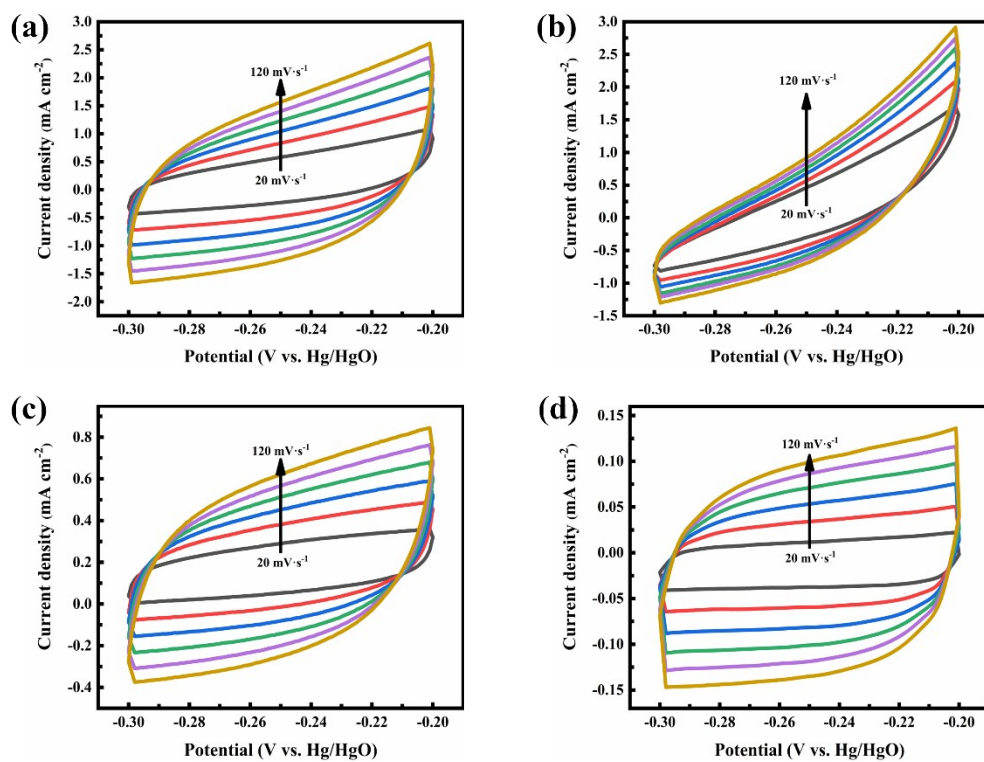 (a)
3.0
2.5
2.0
1.5
1.0
0.5
0.0
-0.5
-1.0
-1.5
-2.0
Current density (mA cm⁻²)
120 mV·s⁻¹
20 mV·s⁻¹
-0.30 -0.28 -0.26 -0.24 -0.22 -0.20
Potential (V vs. Hg/HgO)
(b)
3.0
2.5
2.0
1.5
1.0
0.5
0.0
-0.5
-1.0
-1.5
Current density (mA cm⁻²)
120 mV·s⁻¹
20 mV·s⁻¹
-0.30 -0.28 -0.26 -0.24 -0.22 -0.20
Potential (V vs. Hg/HgO)
(c)
0.8
0.6
0.4
0.2
0.0
-0.2
-0.4
Current density (mA cm⁻²)
120 mV·s⁻¹
20 mV·s⁻¹
-0.30 -0.28 -0.26 -0.24 -0.22 -0.20
Potential (V vs. Hg/HgO)
(d)
0.15
0.10
0.05
0.00
-0.05
-0.10
-0.15
Current density (mA cm⁻²)
120 mV·s⁻¹
20 mV·s⁻¹
-0.30 -0.28 -0.26 -0.24 -0.22 -0.20
Potential (V vs. Hg/HgO)